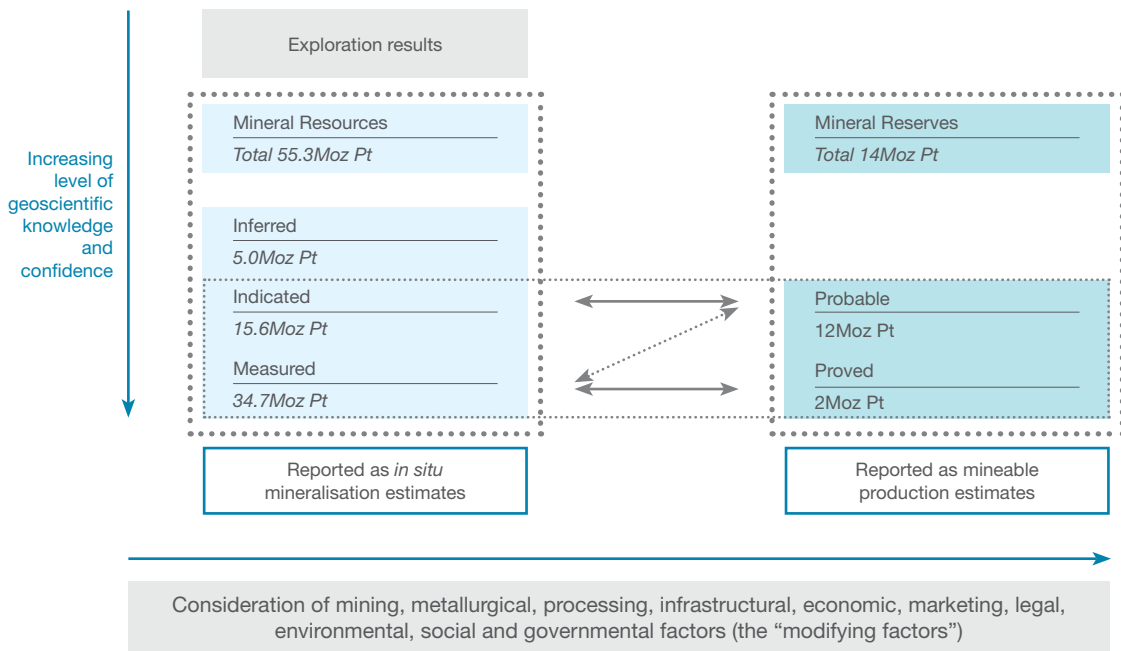 Exploration results
Increasing
level of
geoscientific
knowledge
and
confidence
Mineral Resources
Total 55.3Moz Pt
Inferred
5.0Moz Pt
Indicated
15.6Moz Pt
Measured
34.7Moz Pt
Reported as in situ
mineralisation estimates
Mineral Reserves
Total 14Moz Pt
Probable
12Moz Pt
Proved
2Moz Pt
Reported as mineable
production estimates
Consideration of mining, metallurgical, processing, infrastructural, economic, marketing, legal,
environmental, social and governmental factors (the “modifying factors”)